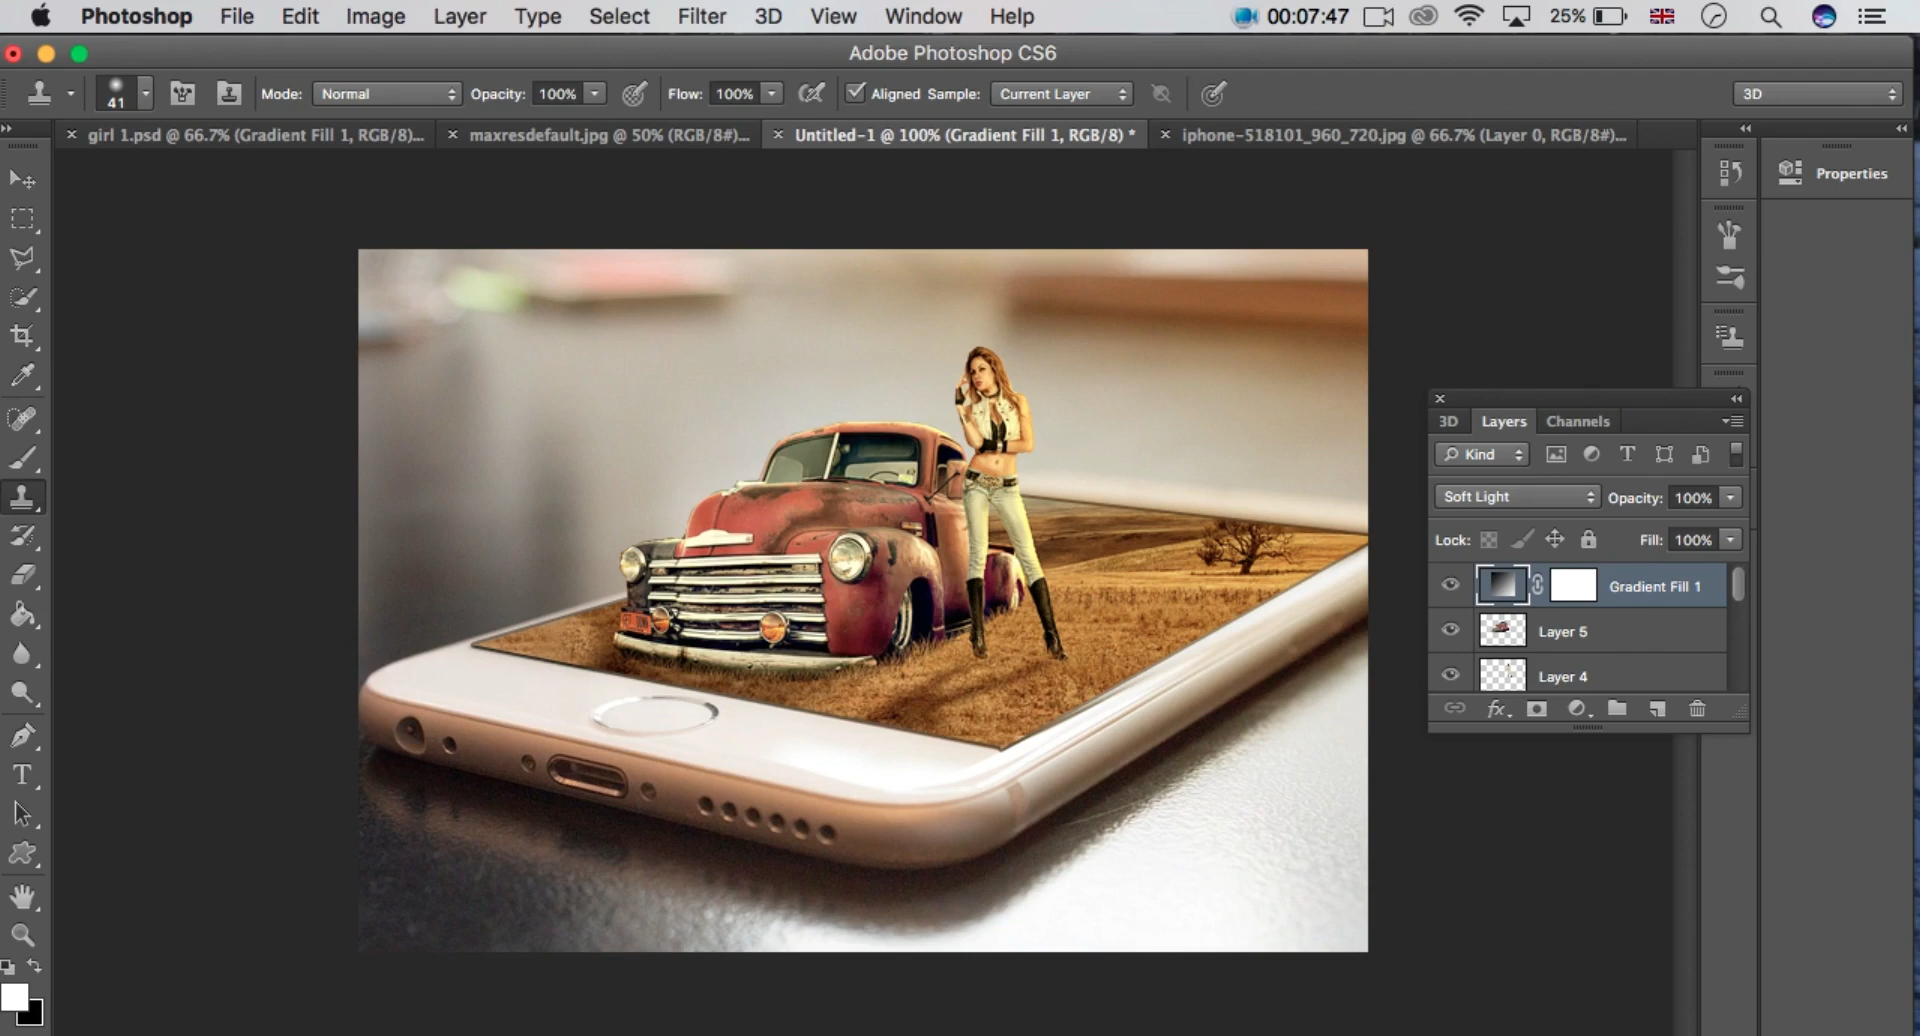 Photoshop File Edit Image Layer Type Select Filter 3D View Window Help 00:07:47 25%
Adobe Photoshop CS6
41 Mode: Normal Opacity: 100% Flow: 100% Aligned Sample: Current Layer 3D
girl 1.psd @ 66.7% (Gradient Fill 1, RGB/8)... maxresdefault.jpg @ 50% (RGB/8#)... Untitled-1 @ 100% (Gradient Fill 1, RGB/8) * iphone-518101_960_720.jpg @ 66.7% (Layer 0, RGB/8#)...
Properties
3D Layers Channels
Kind
Soft Light Opacity: 100%
Lock: Fill: 100%
Gradient Fill 1
Layer 5
Layer 4